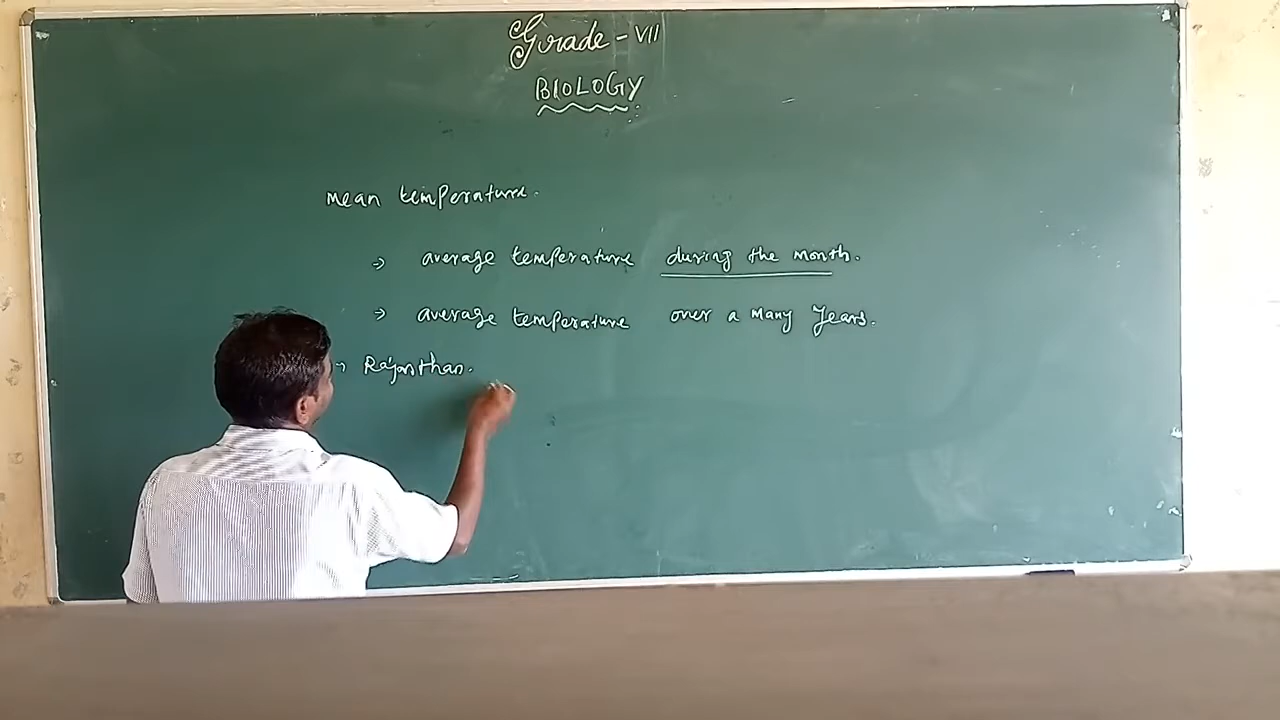 Grade - VII
BIOLOGY
Mean temperature.
→ average temperature during the month.
→ average temperature over a many years.
→ Rajasthan.